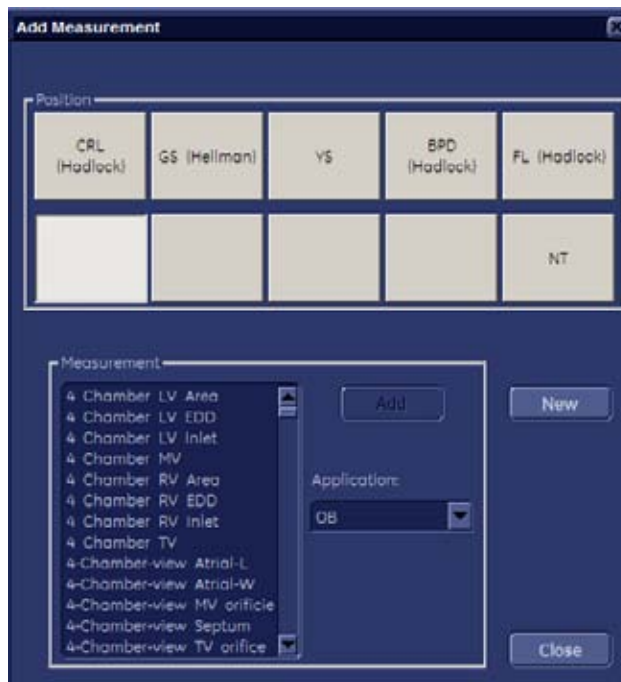 Add Measurement
Position
CRL
(Hadlock)
GS (Hellman)
YS
BPD
(Hadlock)
FL (Hadlock)
NT
Measurement
4 Chamber LV Area
4 Chamber LV EDD
4 Chamber LV Inlet
4 Chamber MV
4 Chamber RV Area
4 Chamber RV EDD
4 Chamber RV Inlet
4 Chamber TV
4-Chamber-view Atrial-L
4-Chamber-view Atrial-W
4-Chamber-view MV orificie
4-Chamber-view Septum
4-Chamber-view TV orifice
Add
Application:
OB
New
Close